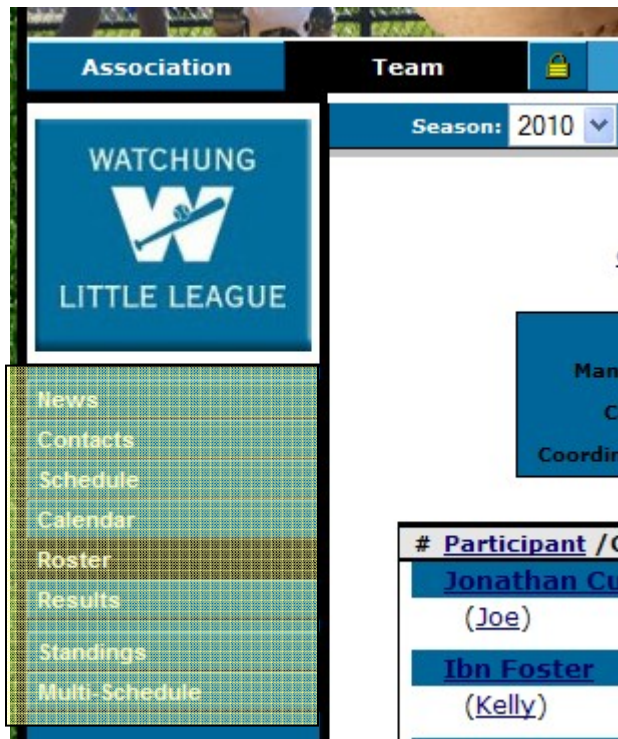 Association Team
Season: 2010
WATCHUNG
W
LITTLE LEAGUE
News
Contacts
Schedule
Calendar
Roster
Results
Standings
Multi-Schedule
# Participant /
Jonathan
(Joe)
Ibn Foster
(Kelly)